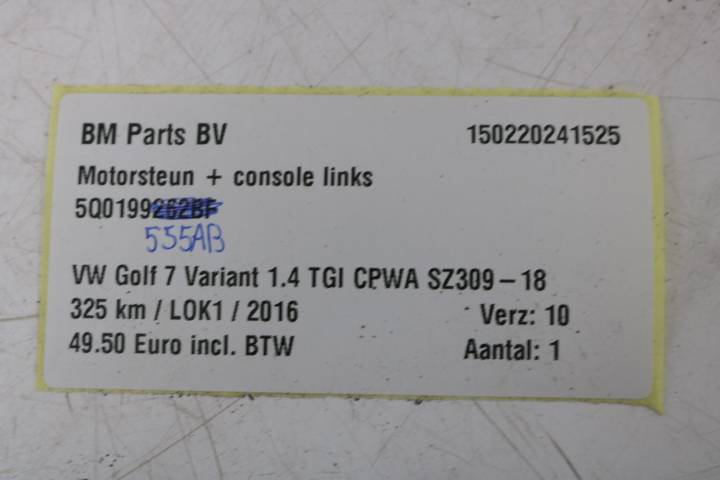 BM Parts BV 150220241525
Motorsteun + console links
5Q0199262BF
555AB
VW Golf 7 Variant 1.4 TGI CPWA SZ309-18
325 km / LOK1 / 2016 Verz: 10
49.50 Euro incl. BTW Aantal: 1